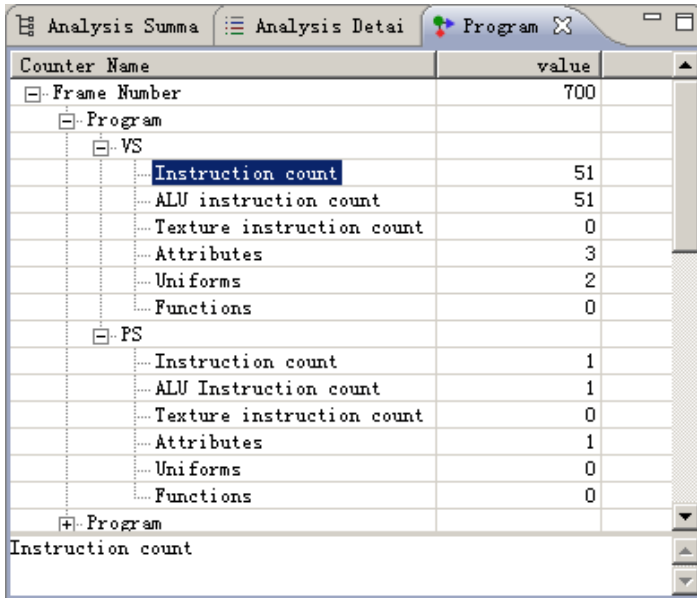 Analysis Summa Analysis Detai Program
Counter Name value
Frame Number 700
Program
VS
Instruction count 51
ALU instruction count 51
Texture instruction count 0
Attributes 3
Uniforms 2
Functions 0
PS
Instruction count 1
ALU Instruction count 1
Texture instruction count 0
Attributes 1
Uniforms 0
Functions 0
Program
Instruction count